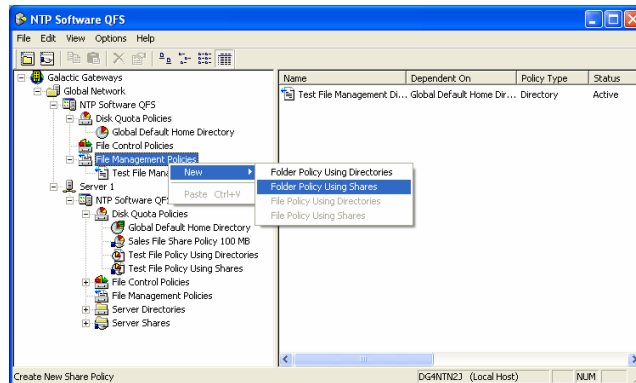 NTP Software QFS
File Edit View Options Help
Galactic Gateways
Global Network
NTP Software QFS
Disk Quota Policies
Global Default Home Directory
File Control Policies
File Management Policies
Test File Mana
Server 1
NTP Software QF
Disk Quota Policies
Global Default Home Directory
Sales File Share Policy 100 MB
Test File Policy Using Directories
Test File Policy Using Shares
File Control Policies
File Management Policies
Server Directories
Server Shares
New
Paste Ctrl+V
Folder Policy Using Directories
Folder Policy Using Shares
File Policy Using Directories
File Policy Using Shares
Name Dependent On Policy Type Status
Test File Management Di... Global Default Home Dir... Directory Active
Create New Share Policy DG4NTN2J (Local Host) NUM